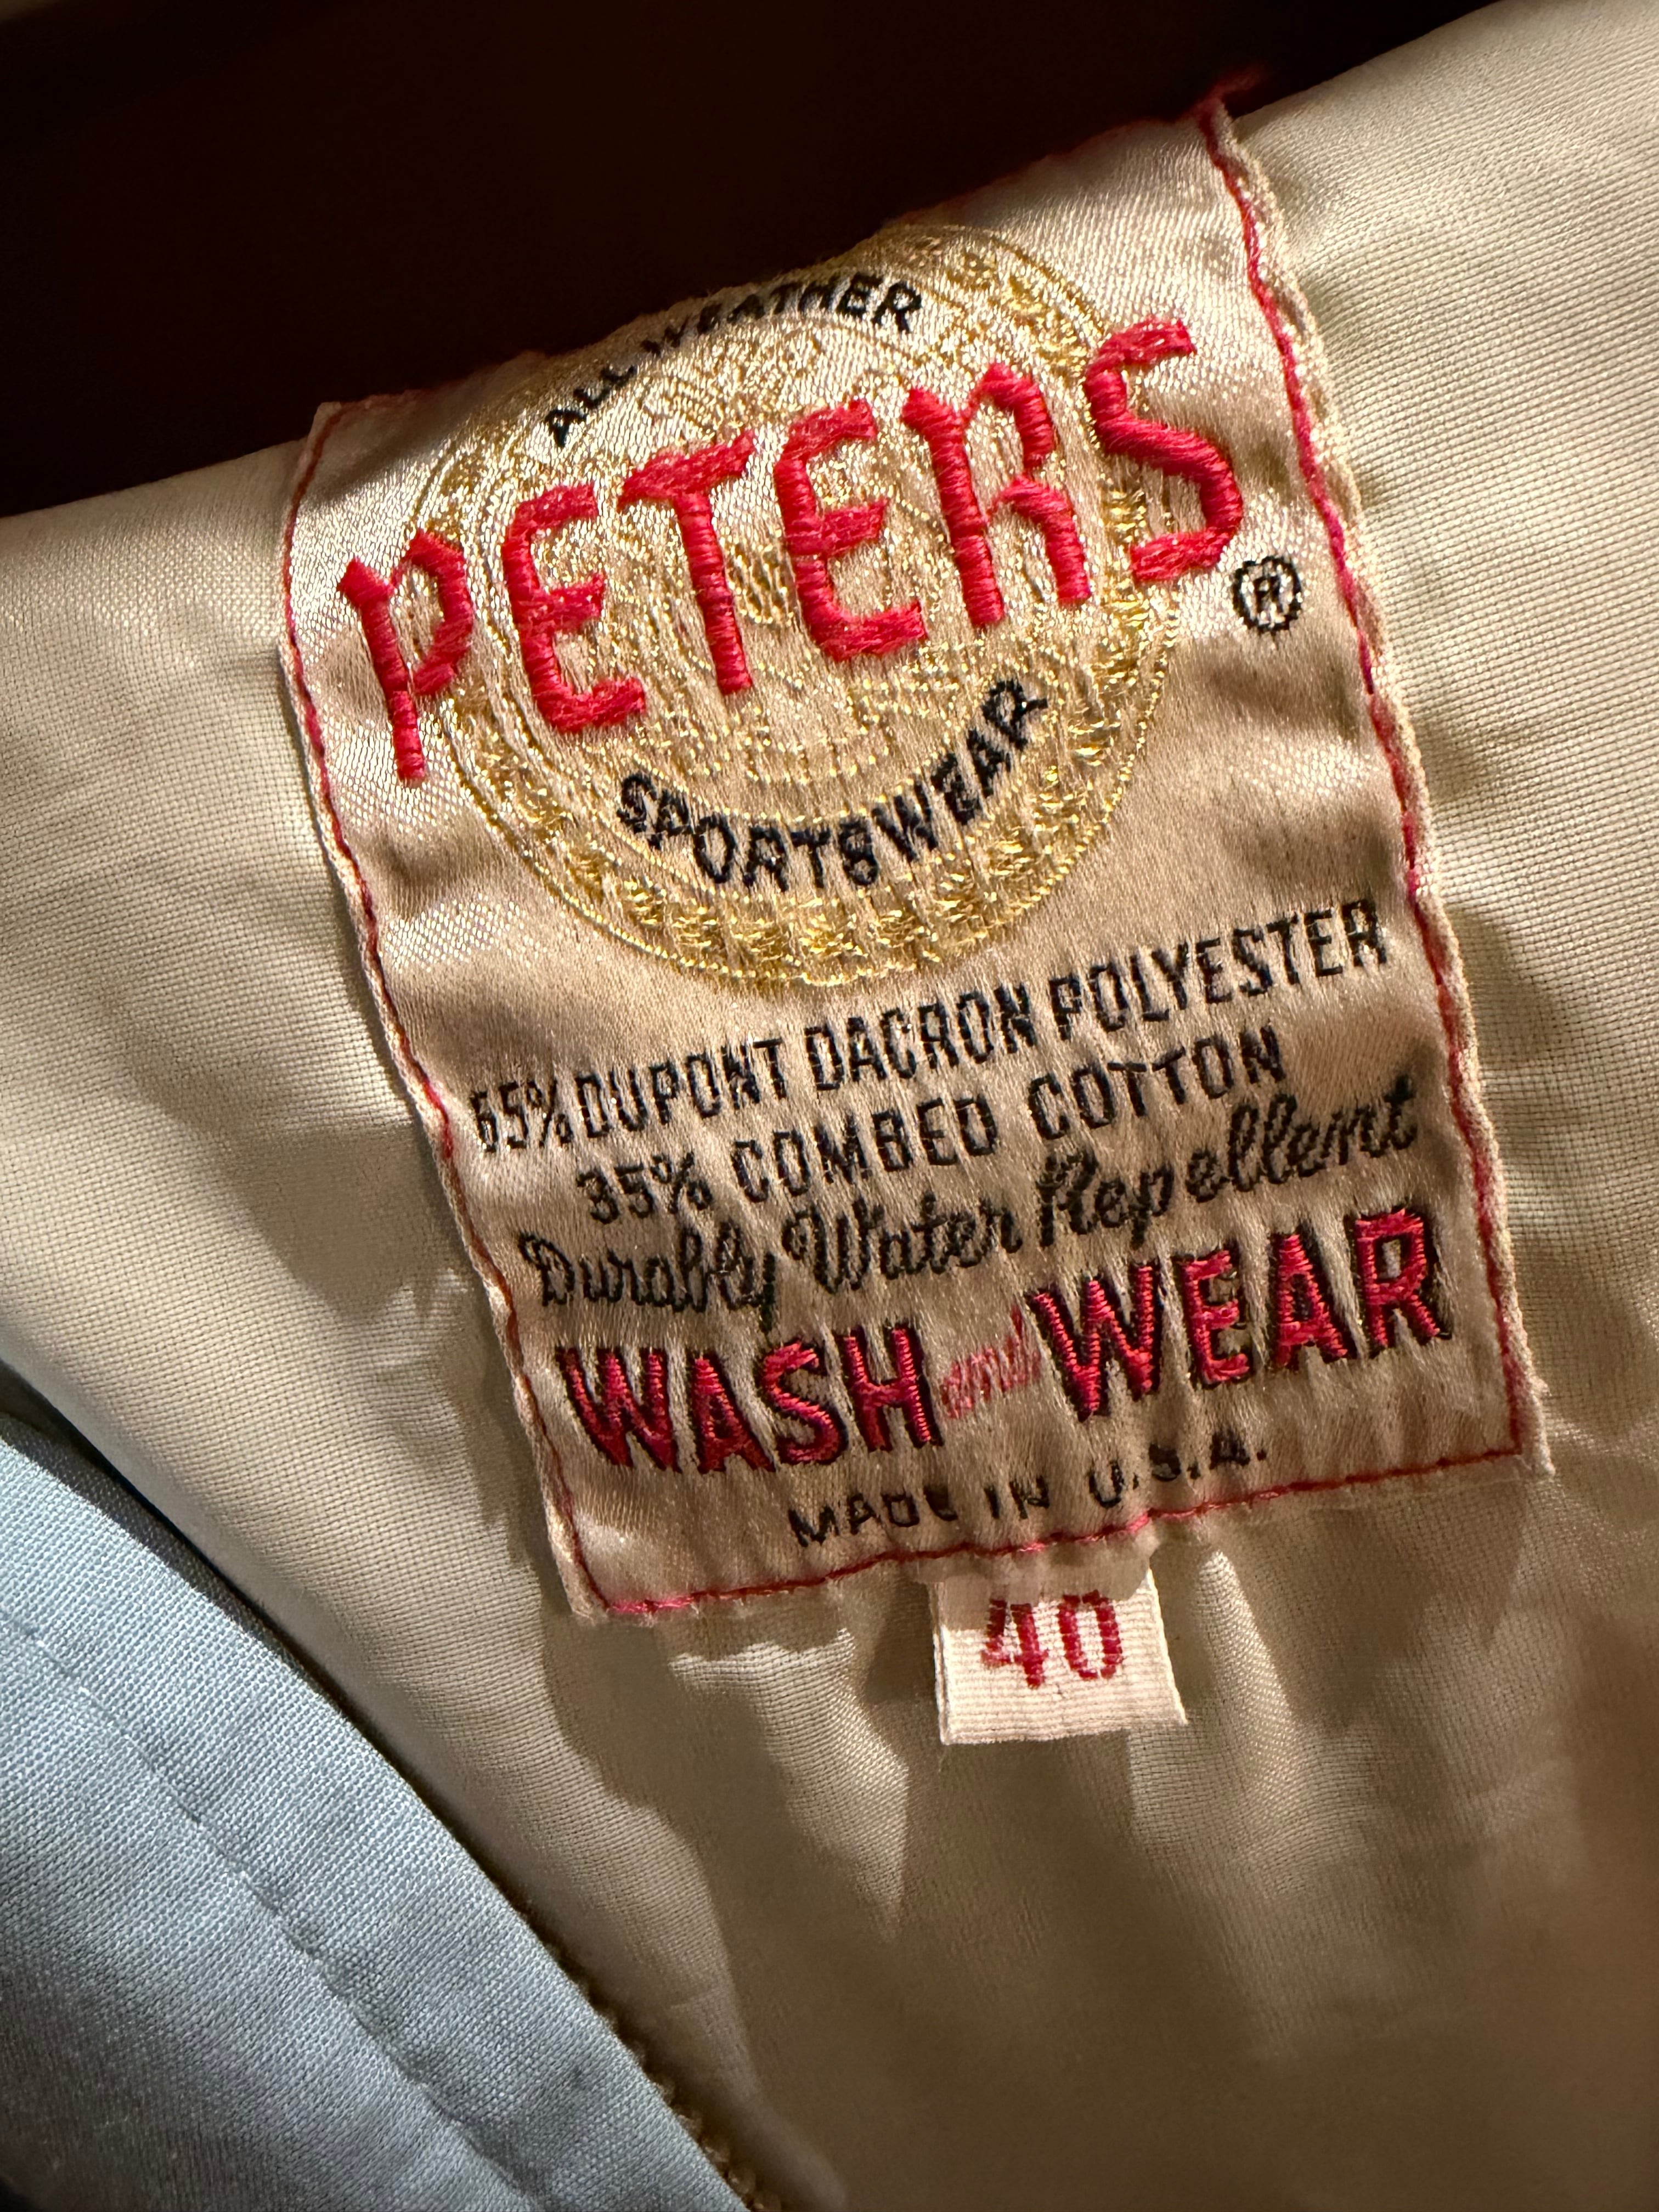 ALL WEATHER
PETERS
®
SPORTSWEAR
65% DUPONT DACRON POLYESTER
35% COMBED COTTON
Durably Water Repellent
WASH and WEAR
MADE IN U.S.A.
40